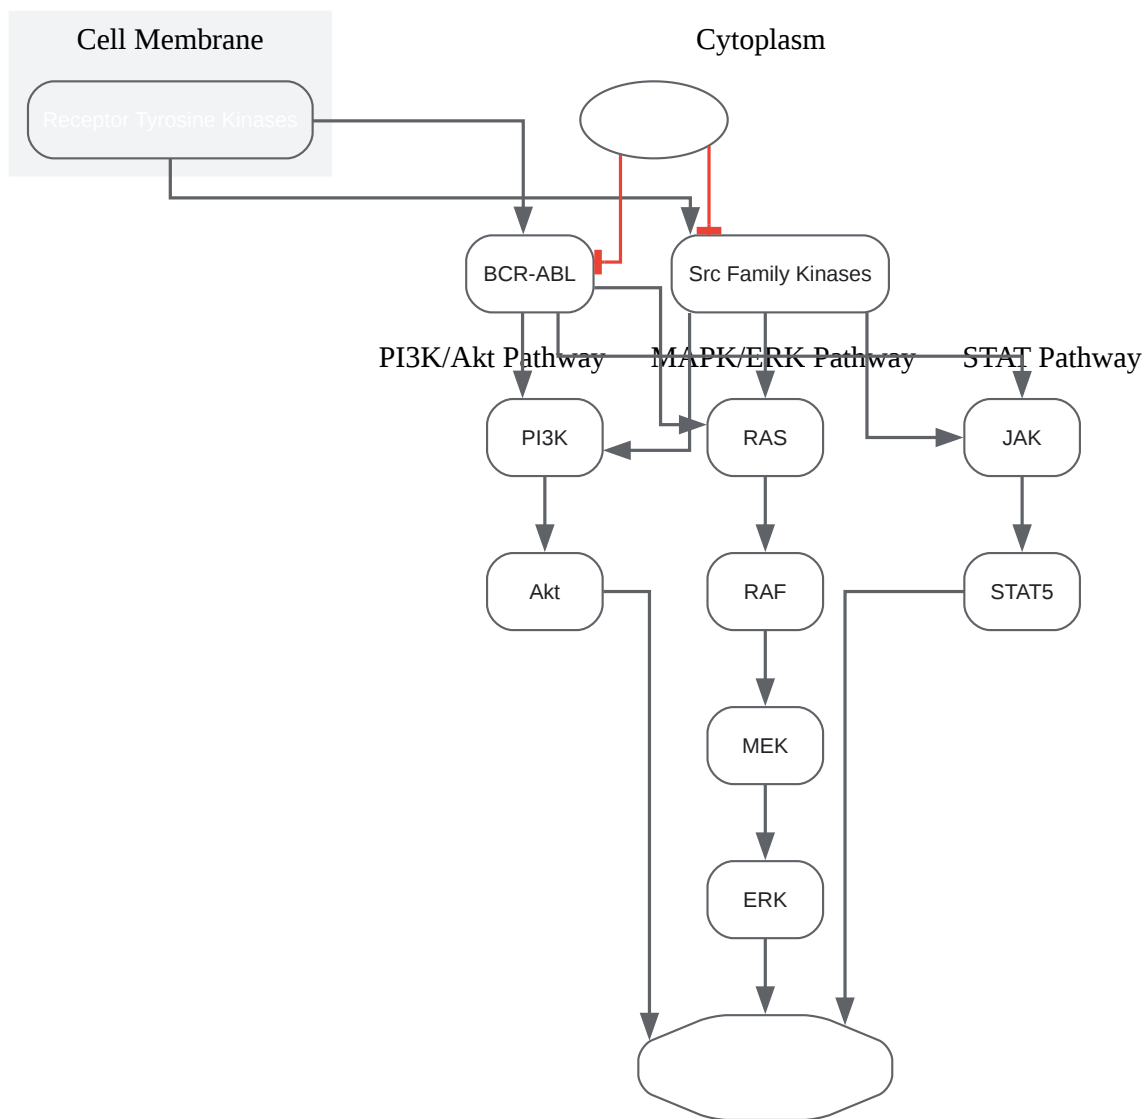 Cell Membrane
Cytoplasm
Receptor Tyrosine Kinases
BCR-ABL
Src Family Kinases
PI3K/Akt Pathway
MAPK/ERK Pathway
STAT Pathway
PI3K
RAS
JAK
Akt
RAF
STAT5
MEK
ERK